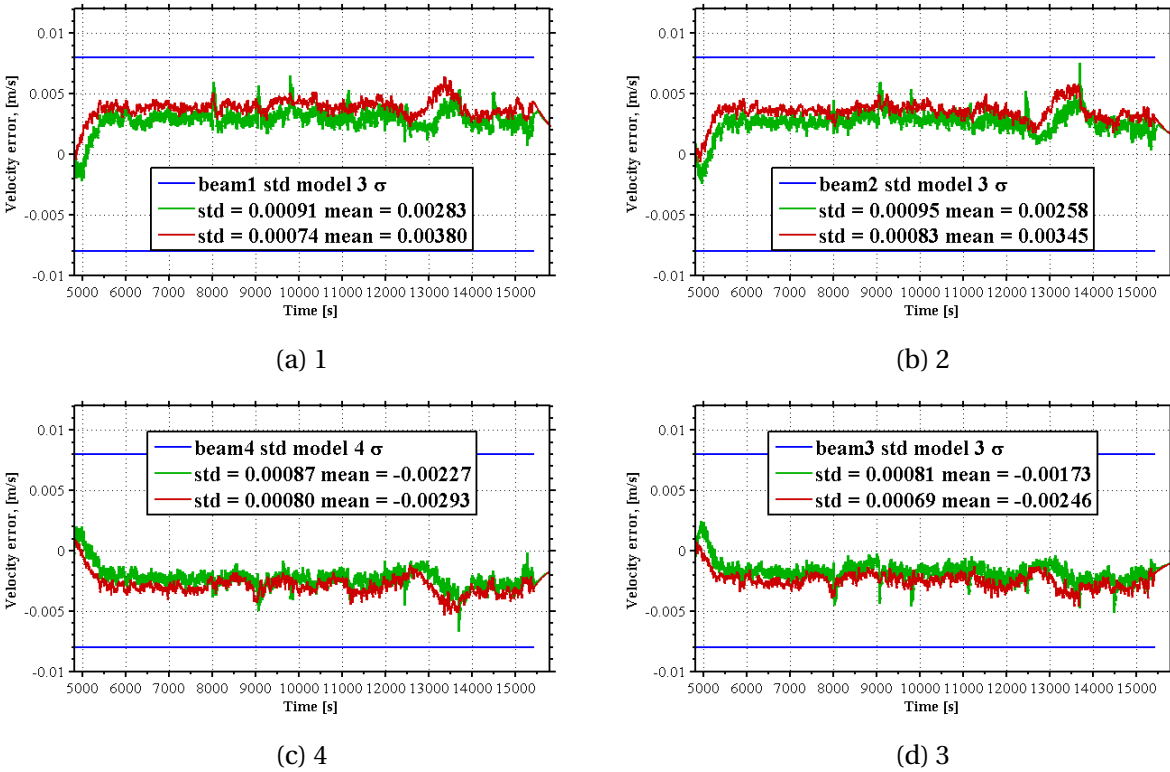 0.01
0.005
0
-0.005
-0.01
Velocity error, [m/s]
beam1 std model 3 σ
std = 0.00091 mean = 0.00283
std = 0.00074 mean = 0.00380
5000 6000 7000 8000 9000 10000 11000 12000 13000 14000 15000
Time [s]
(a) 1
0.01
0.005
0
-0.005
-0.01
Velocity error, [m/s]
beam2 std model 3 σ
std = 0.00095 mean = 0.00258
std = 0.00083 mean = 0.00345
5000 6000 7000 8000 9000 10000 11000 12000 13000 14000 15000
Time [s]
(b) 2
0.01
0.005
0
-0.005
-0.01
Velocity error, [m/s]
beam4 std model 4 σ
std = 0.00087 mean = -0.00227
std = 0.00080 mean = -0.00293
5000 6000 7000 8000 9000 10000 11000 12000 13000 14000 15000
Time [s]
(c) 4
0.01
0.005
0
-0.005
-0.01
Velocity error, [m/s]
beam3 std model 3 σ
std = 0.00081 mean = -0.00173
std = 0.00069 mean = -0.00246
5000 6000 7000 8000 9000 10000 11000 12000 13000 14000 15000
Time [s]
(d) 3